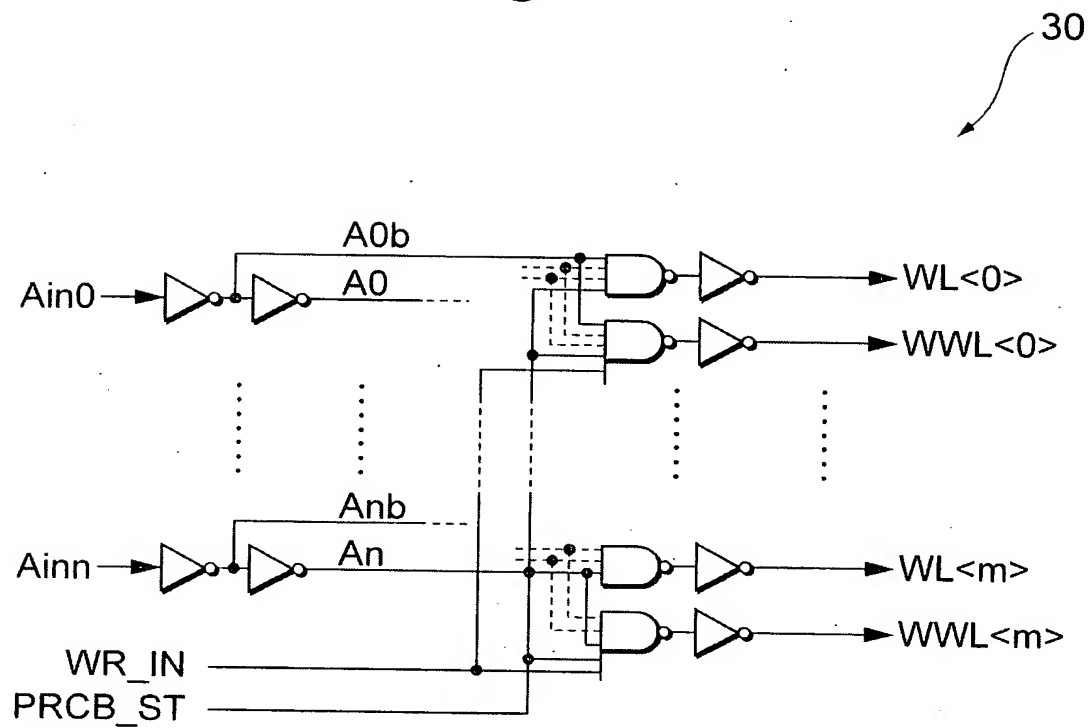 30
A0b
Ain0
A0
WL<0>
WWL<0>
Anb
Ainn
An
WL<m>
WWL<m>
WR_IN
PRCB_ST